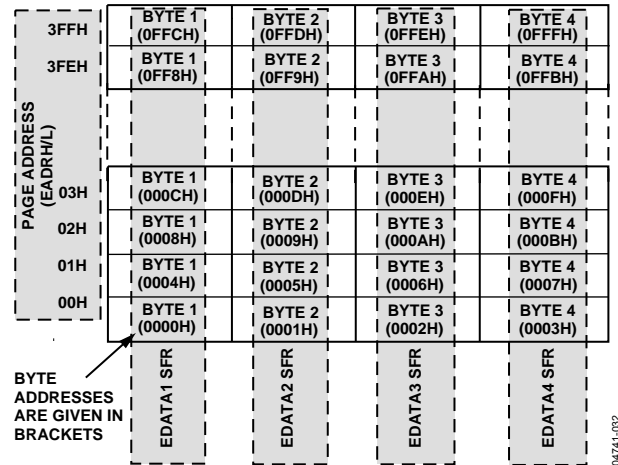 3FFH
BYTE 1
(0FFCH)
BYTE 2
(0FFDH)
BYTE 3
(0FFEH)
BYTE 4
(0FFFH)
3FEH
BYTE 1
(0FF8H)
BYTE 2
(0FF9H)
BYTE 3
(0FFAH)
BYTE 4
(0FFBH)
PAGE ADDRESS
(EADRH/L)
03H
BYTE 1
(000CH)
BYTE 2
(000DH)
BYTE 3
(000EH)
BYTE 4
(000FH)
02H
BYTE 1
(0008H)
BYTE 2
(0009H)
BYTE 3
(000AH)
BYTE 4
(000BH)
01H
BYTE 1
(0004H)
BYTE 2
(0005H)
BYTE 3
(0006H)
BYTE 4
(0007H)
00H
BYTE 1
(0000H)
BYTE 2
(0001H)
BYTE 3
(0002H)
BYTE 4
(0003H)
BYTE
ADDRESSES
ARE GIVEN IN
BRACKETS
EDATA1 SFR
EDATA2 SFR
EDATA3 SFR
EDATA4 SFR
04741-032